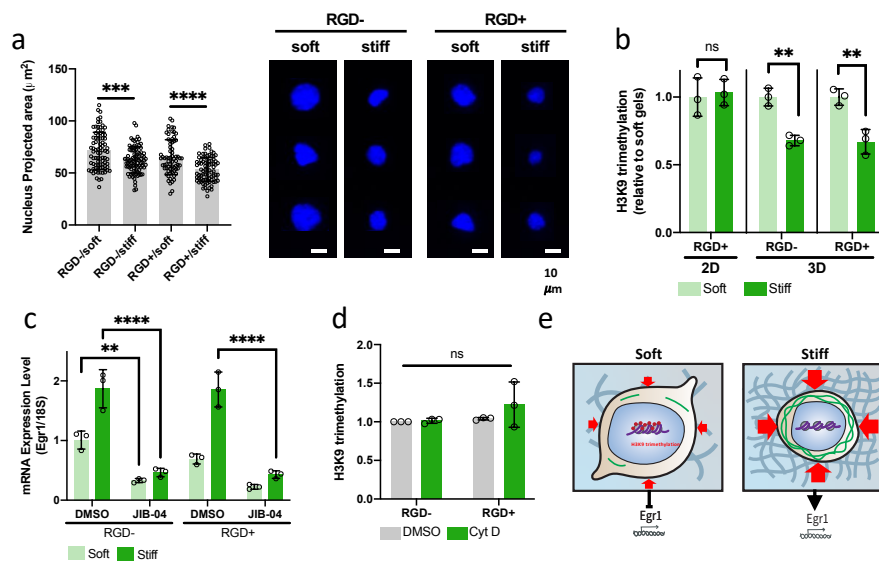 a
Nucleus Projected area (μ m²)
150
100
50
0
***
****
RGD-/soft
RGD-/stiff
RGD+/soft
RGD+/stiff
RGD-
RGD+
soft
stiff
soft
stiff
10
μm
b
H3K9 trimethylation
(relative to soft gels)
1.5
1.0
0.5
0.0
ns
**
**
RGD+
RGD-
RGD+
2D
3D
Soft
Stiff
c
mRNA Expression Level
(Egr1/18S)
2
1
0
****
**
****
DMSO
JIB-04
DMSO
JIB-04
RGD-
RGD+
Soft
Stiff
d
H3K9 trimethylation
2.0
1.5
1.0
0.5
0.0
ns
RGD-
RGD+
DMSO
Cyt D
e
Soft
Stiff
H3K9 trimethylation
Egr1
Egr1